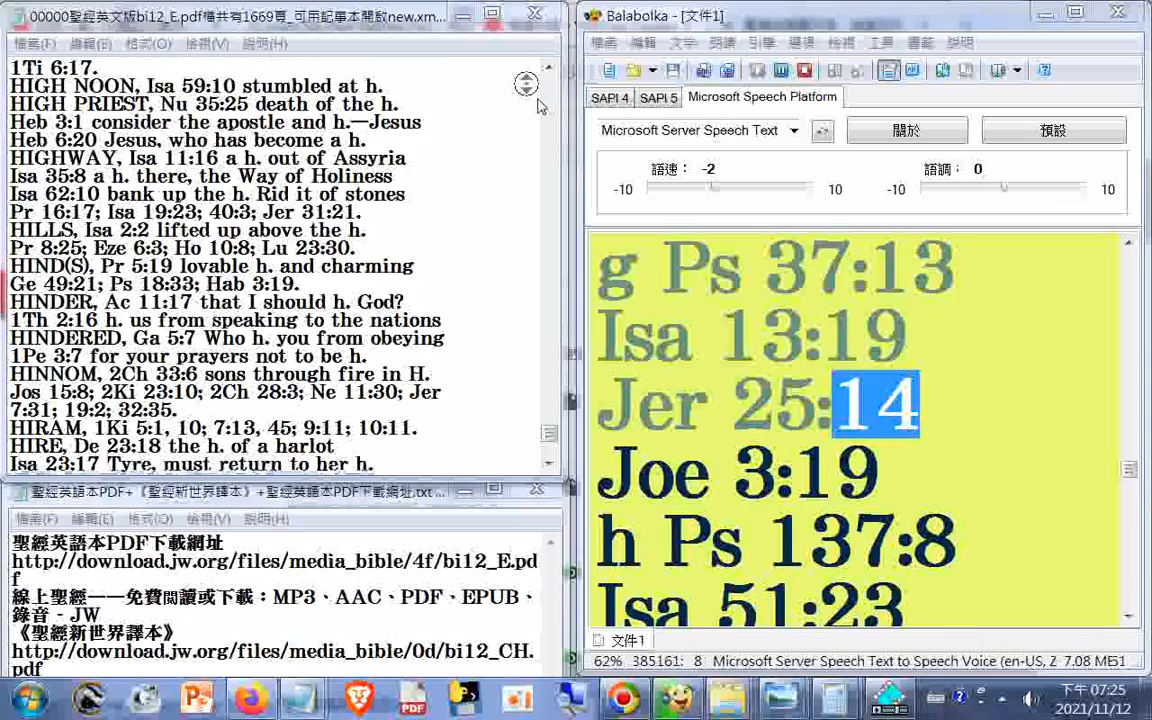 00000聖經英文版bi12_E.pdf檔共有1669頁_可用記事本開啟new.xm...
檔案(F) 編輯(E) 格式(O) 檢視(V) 說明(H)
1Ti 6:17.
HIGH NOON, Isa 59:10 stumbled at h.
HIGH PRIEST, Nu 35:25 death of the h.
Heb 3:1 consider the apostle and h.—Jesus
Heb 6:20 Jesus, who has become a h.
HIGHWAY, Isa 11:16 a h. out of Assyria
Isa 35:8 a h. there, the Way of Holiness
Isa 62:10 bank up the h. Rid it of stones
Pr 16:17; Isa 19:23; 40:3; Jer 31:21.
HILLS, Isa 2:2 lifted up above the h.
Pr 8:25; Eze 6:3; Ho 10:8; Lu 23:30.
HIND(S), Pr 5:19 lovable h. and charming
Ge 49:21; Ps 18:33; Hab 3:19.
HINDER, Ac 11:17 that I should h. God?
1Th 2:16 h. us from speaking to the nations
HINDERED, Ga 5:7 Who h. you from obeying
1Pe 3:7 for your prayers not to be h.
HINNOM, 2Ch 33:6 sons through fire in H.
Jos 15:8; 2Ki 23:10; 2Ch 28:3; Ne 11:30; Jer
7:31; 19:2; 32:35.
HIRAM, 1Ki 5:1, 10; 7:13, 45; 9:11; 10:11.
HIRE, De 23:18 the h. of a harlot
Isa 23:17 Tyre, must return to her h.
聖經英語本PDF+《聖經新世界譯本》+聖經英語本PDF下載網址.txt ...
檔案(F) 編輯(E) 格式(O) 檢視(V) 說明(H)
聖經英語本PDF下載網址
http://download.jw.org/files/media_bible/4f/bi12_E.pd
f
線上聖經——免費閱讀或下載：MP3、AAC、PDF、EPUB、
錄音 - JW
《聖經新世界譯本》
http://download.jw.org/files/media_bible/0d/bi12_CH.
pdf
Balabolka - [文件1]
檔案 編輯 文字 朗讀 引擎 選項 檢視 工具 書籤 說明
SAPI 4 SAPI 5 Microsoft Speech Platform
Microsoft Server Speech Text 關於 預設
語速: -2 語調: 0
-10 10 -10 10
g Ps 37:13
Isa 13:19
Jer 25:14
Joe 3:19
h Ps 137:8
Isa 51:23
文件1
62% 385161: 8 Microsoft Server Speech Text to Speech Voice (en-US, Z 7.08 ME51
下午 07:25
2021/11/12